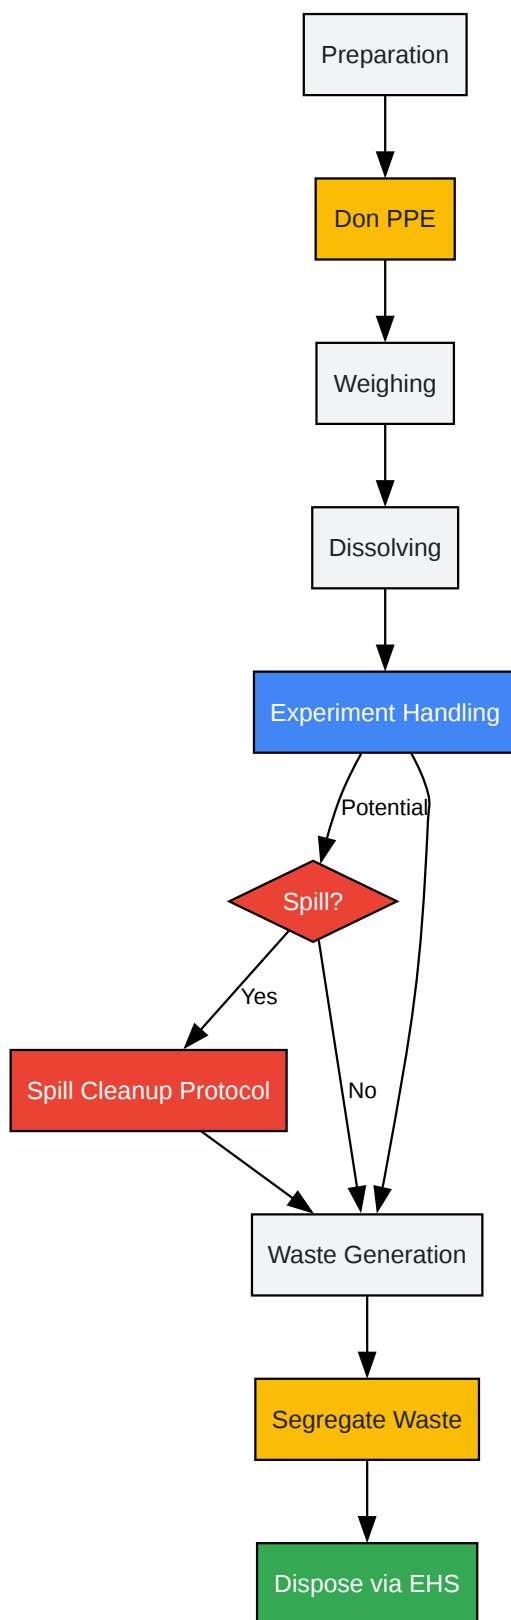 Preparation
Don PPE
Weighing
Dissolving
Experiment Handling
Potential
Spill?
Yes
Spill Cleanup Protocol
No
Waste Generation
Segregate Waste
Dispose via EHS